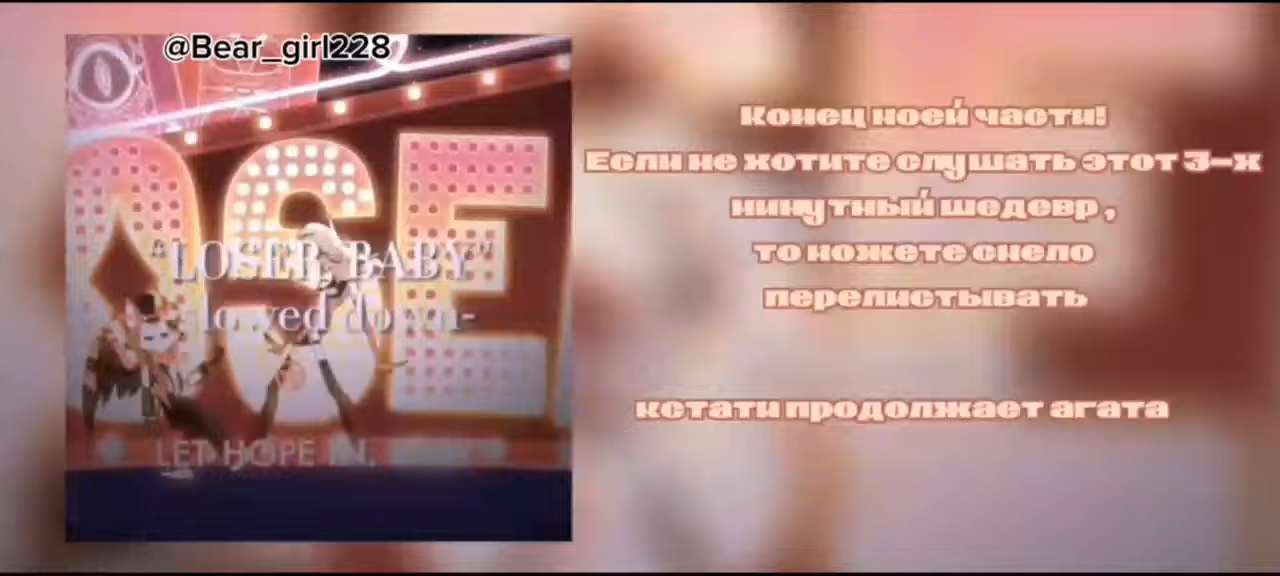 @Bear_girl228
OSE
"LOSER, BABY"
-slowed down-
LET HOPE IN.
Конец моей части!
Если не хотите слушать этот 3-х
минутный шедевр ,
то можете смело
перелистывать
кстати продолжает агата